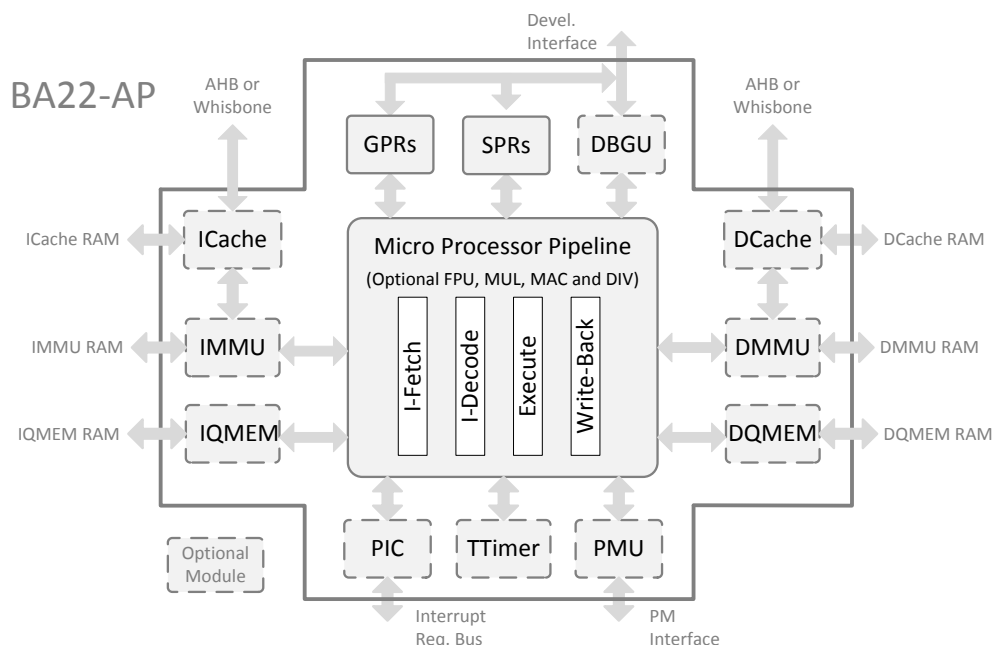 Devel.
Interface
BA22-AP
AHB or
Whisbone
AHB or
Whisbone
GPRs
SPRs
DBGU
ICache RAM
ICache
Micro Processor Pipeline
(Optional FPU, MUL, MAC and DIV)
DCache
DCache RAM
IMMU RAM
IMMU
I-Fetch
I-Decode
Execute
Write-Back
DMMU
DMMU RAM
IQMEM RAM
IQMEM
DQMEM
DQMEM RAM
Optional
Module
PIC
TTimer
PMU
Interrupt
Req. Bus
PM
Interface